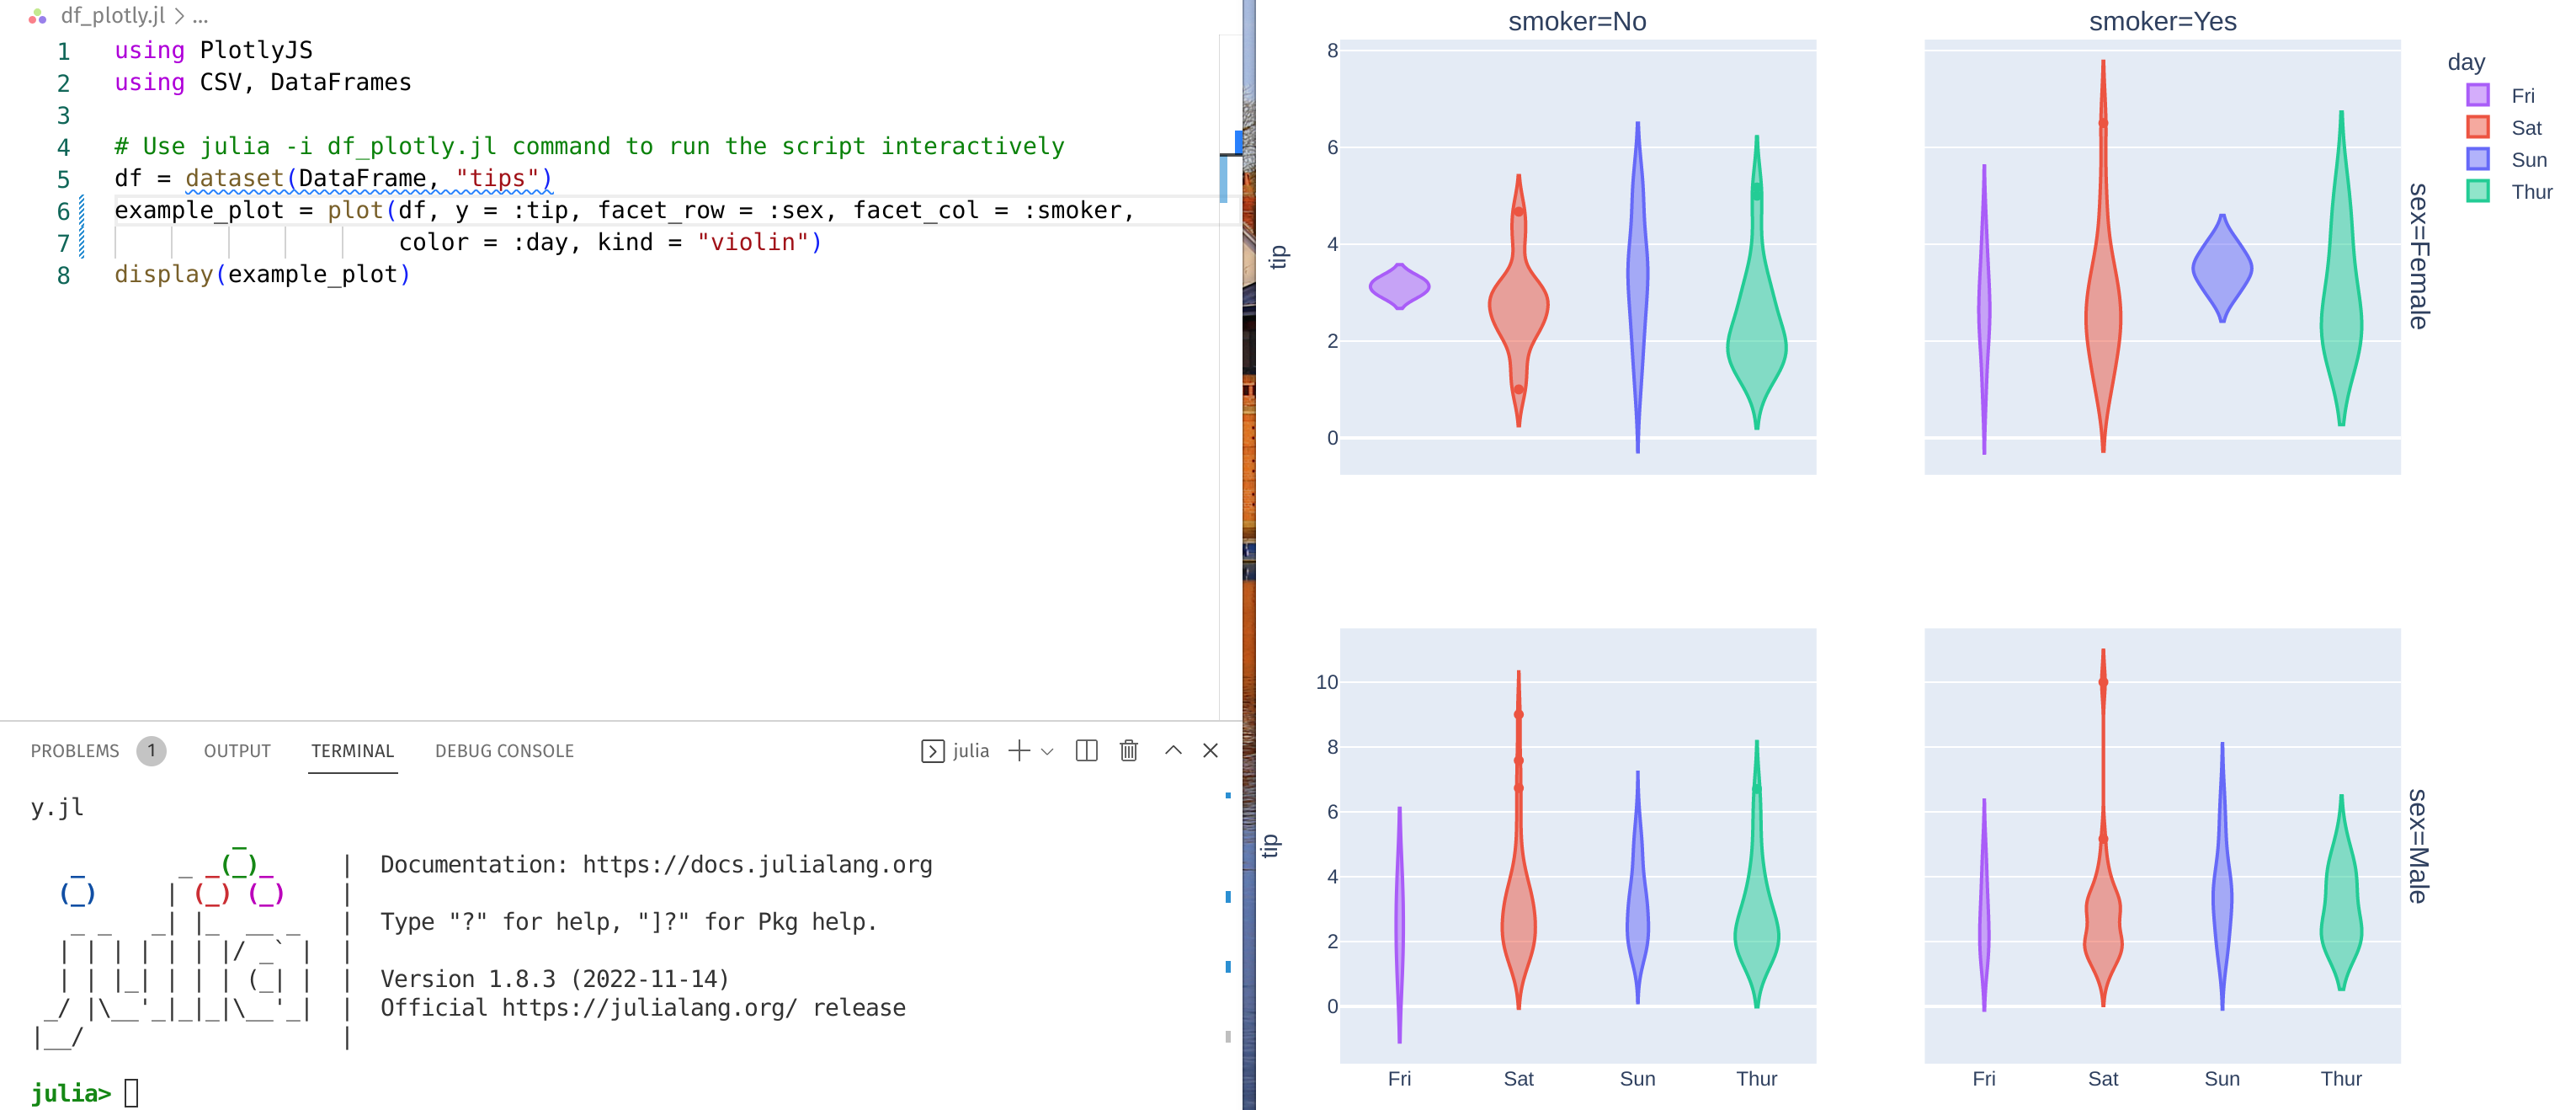 df_plotly.jl > ...
1 using PlotlyJS
2 using CSV, DataFrames
3
4 # Use julia -i df_plotly.jl command to run the script interactively
5 df = dataset(DataFrame, "tips")
6 example_plot = plot(df, y = :tip, facet_row = :sex, facet_col = :smoker,
7 color = :day, kind = "violin")
8 display(example_plot)
PROBLEMS 1 OUTPUT TERMINAL DEBUG CONSOLE julia
y.jl
Documentation: https://docs.julialang.org
Type "?" for help, "]?" for Pkg help.
Version 1.8.3 (2022-11-14)
Official https://julialang.org/ release
julia>
smoker=No
smoker=Yes
8
6
4
2
0
tip
sex=Female
day
Fri
Sat
Sun
Thur
10
8
6
4
2
0
tip
sex=Male
Fri Sat Sun Thur
Fri Sat Sun Thur